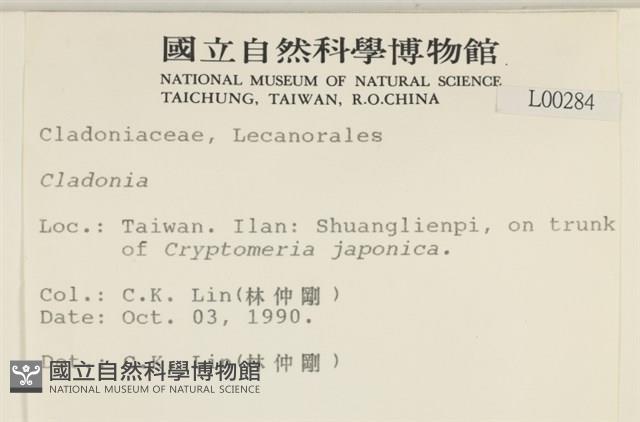 國立自然科學博物館
NATIONAL MUSEUM OF NATURAL SCIENCE
TAICHUNG, TAIWAN, R.O.CHINA
L00284
Cladoniaceae, Lecanorales
Cladonia
Loc.: Taiwan. Ilan: Shuanglienpi, on trunk
of Cryptomeria japonica.
Col.: C.K. Lin(林仲剛)
Date: Oct. 03, 1990.
Det.: C.K. Lin(林仲剛)
國立自然科學博物館
NATIONAL MUSEUM OF NATURAL SCIENCE